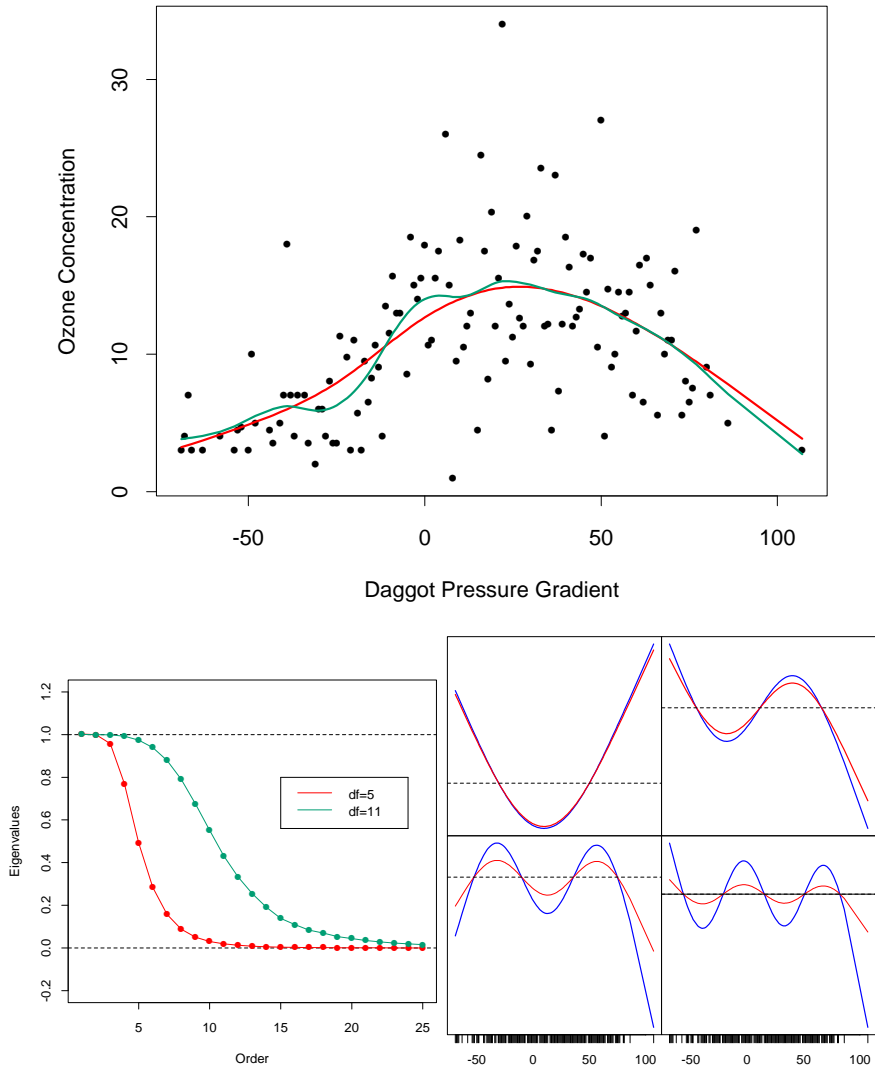 30
20
10
0
Ozone Concentration
-50 0 50 100
Daggot Pressure Gradient
1.2
1.0
0.8
0.6
0.4
0.2
0.0
-0.2
Eigenvalues
df=5
df=11
5 10 15 20 25
Order
-50 0 50 100
-50 0 50 100